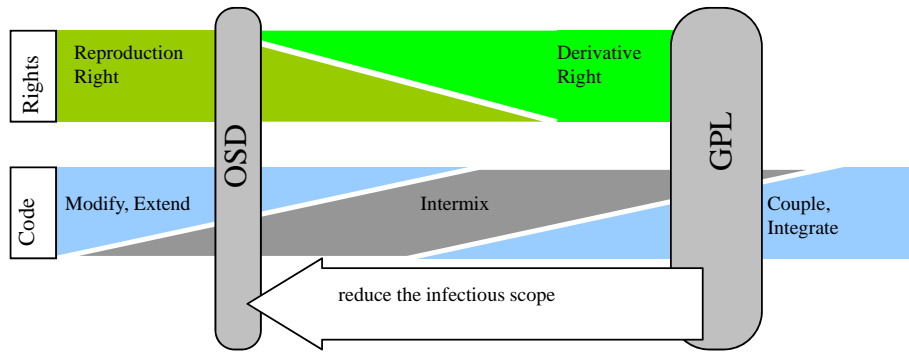 Rights
Reproduction
Right
Derivative
Right
OSD
GPL
Code
Modify, Extend
Intermix
Couple,
Integrate
reduce the infectious scope